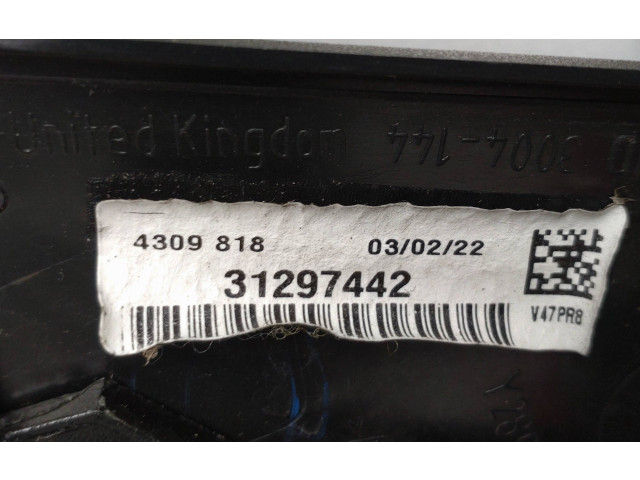 United Kingdom
D 3004-144
4309 818 03/02/22
31297442
V47PR8